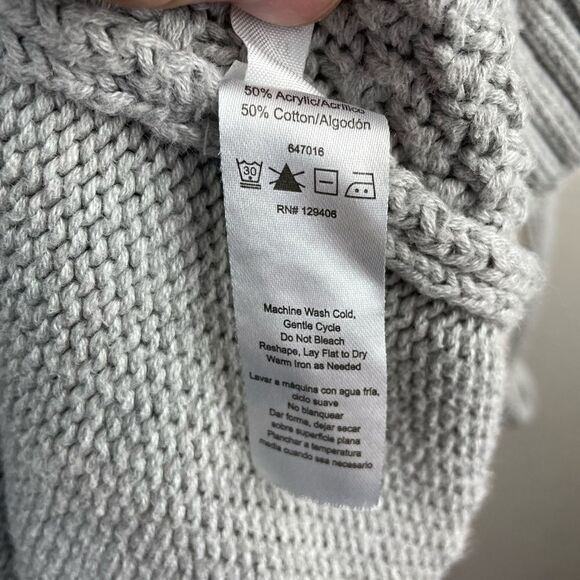 50% Acrylic/Acrílico
50% Cotton/Algodón
647016
30
RN# 129406
Machine Wash Cold,
Gentle Cycle
Do Not Bleach
Reshape, Lay Flat to Dry
Warm Iron as Needed
Lavar a máquina con agua fría,
ciclo suave
No blanquear
Dar forma, dejar secar
sobre superficie plana
Planchar a temperatura
media cuando sea necesario